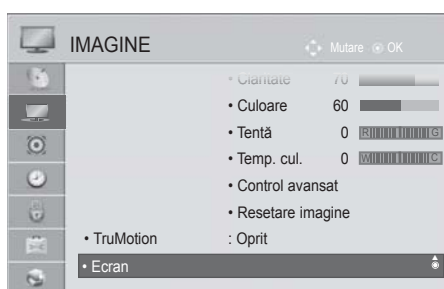 IMAGINE Mutare OK
• Claritate 70
• Culoare 60
• Tentă 0 R G
• Temp. cul. 0 W C
• Control avansat
• Resetare imagine
• TruMotion : Oprit
• Ecran